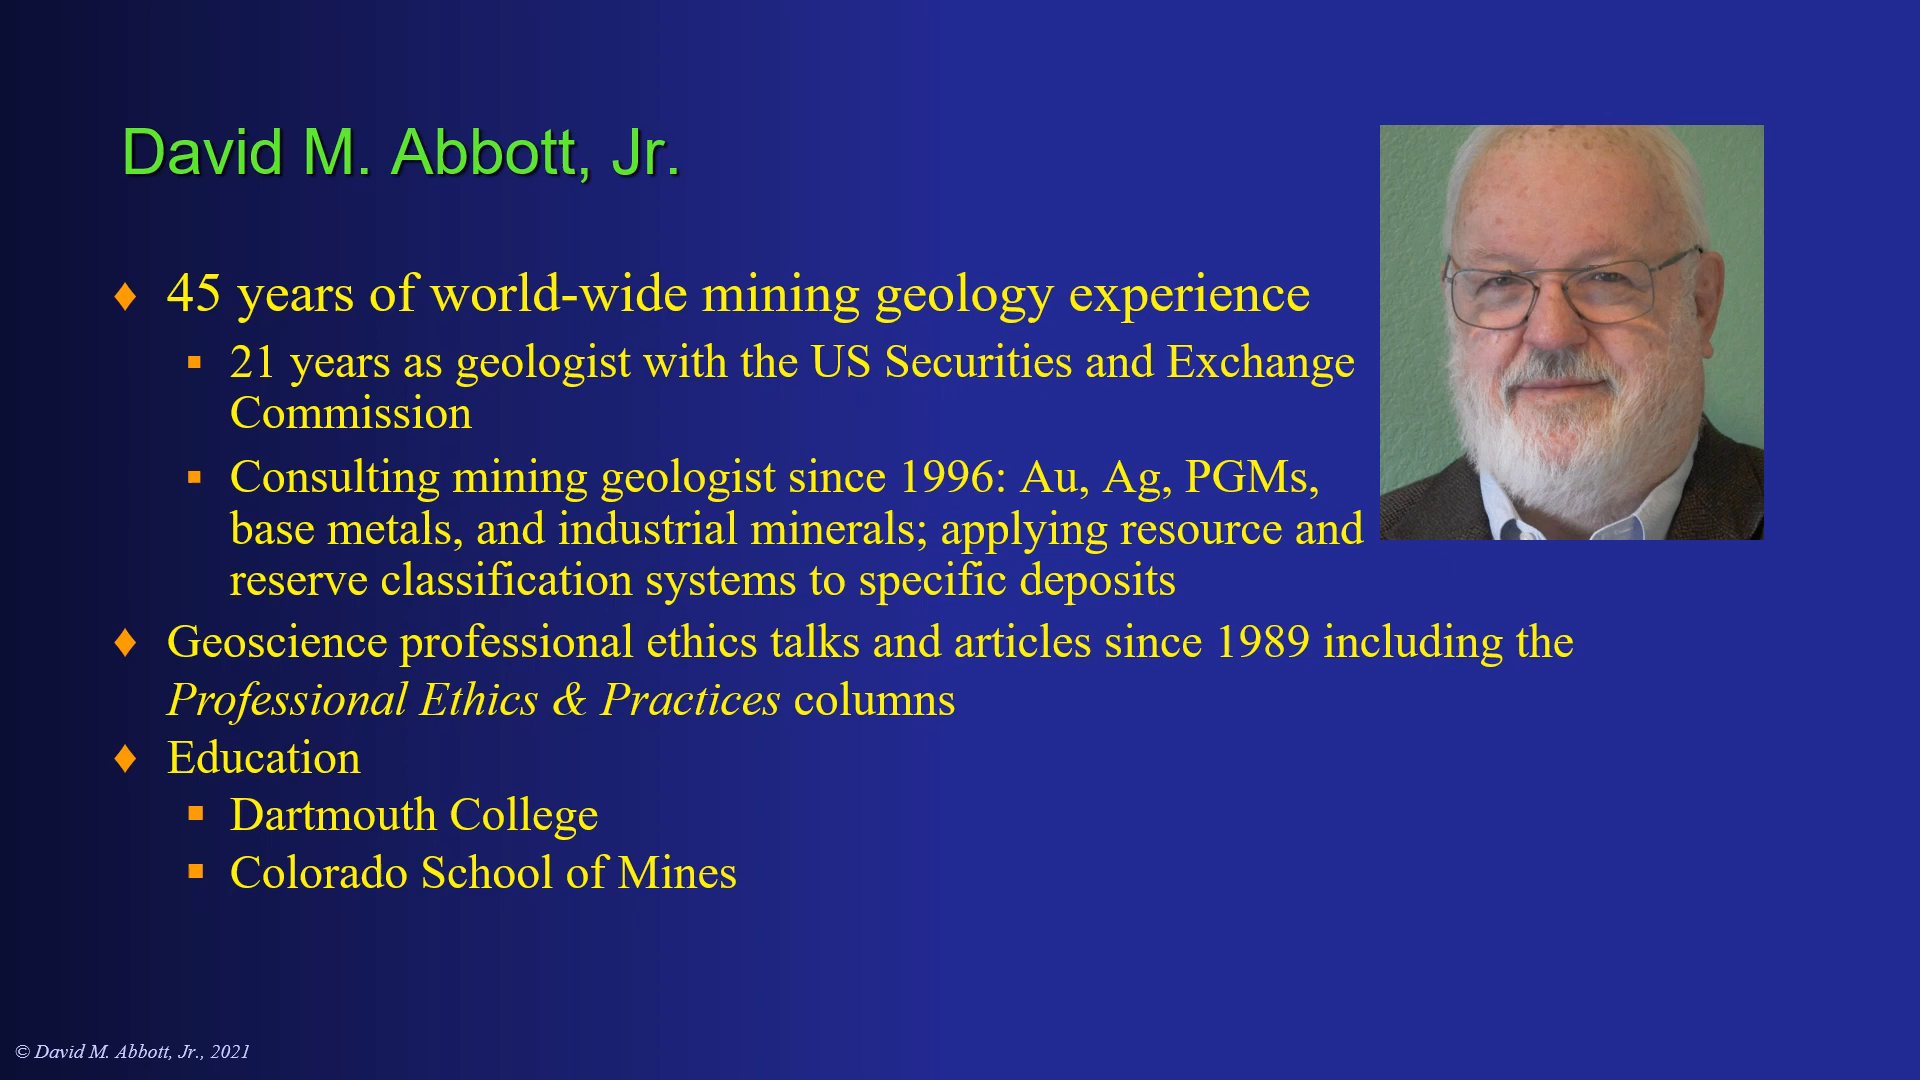 David M. Abbott, Jr.
45 years of world-wide mining geology experience
21 years as geologist with the US Securities and Exchange
Commission
Consulting mining geologist since 1996: Au, Ag, PGMs,
base metals, and industrial minerals; applying resource and
reserve classification systems to specific deposits
Geoscience professional ethics talks and articles since 1989 including the
Professional Ethics & Practices columns
Education
Dartmouth College
Colorado School of Mines
© David M. Abbott, Jr., 2021